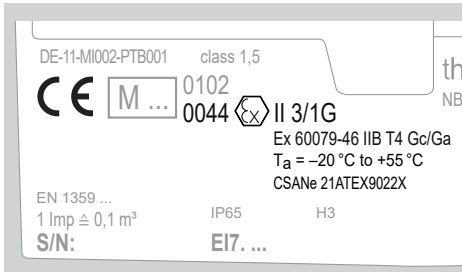 DE-11-MI002-PTB001 class 1,5
CE M ... 0102
0044 Ex II 3/1G
Ex 60079-46 IIB T4 Gc/Ga
Ta = –20 °C to +55 °C
CSANe 21ATEX9022X
EN 1359 ...
1 Imp ≙ 0,1 m³ IP65 H3
S/N: EI7. ...
th
NB